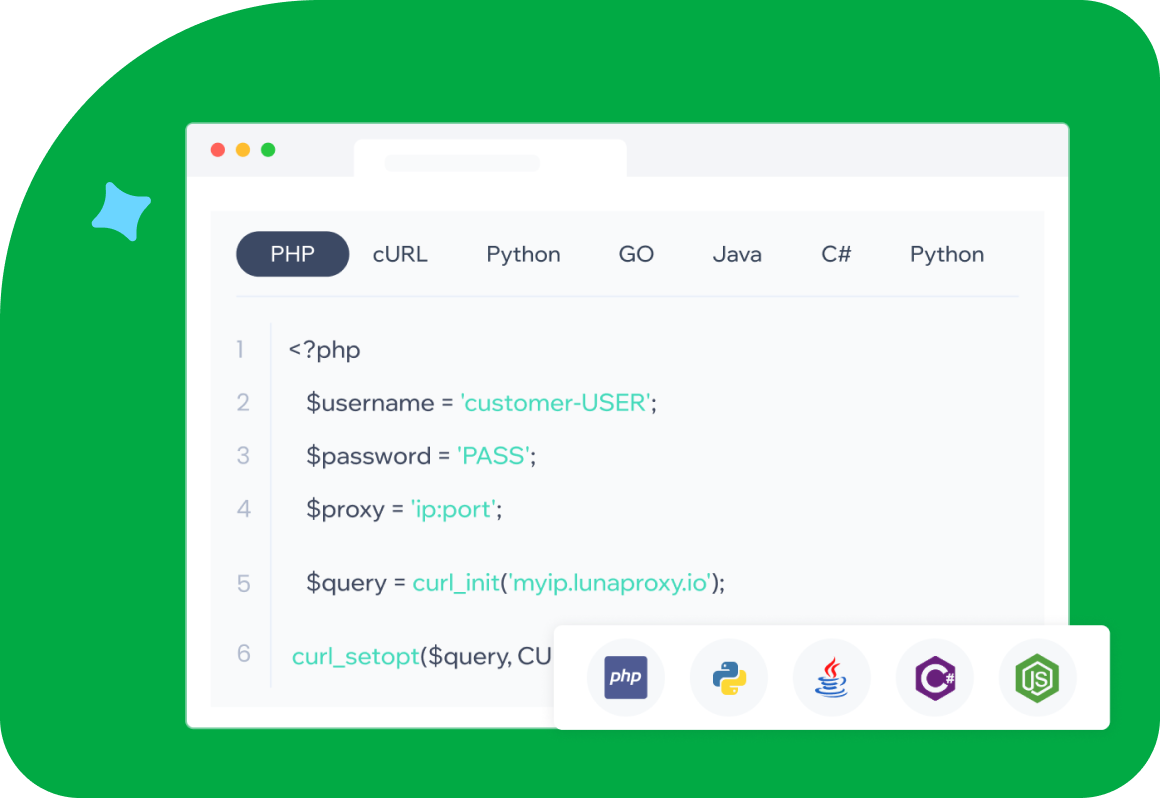 PHP cURL Python GO Java C# Python
1 <?php
2 $username = 'customer-USER';
3 $password = 'PASS';
4 $proxy = 'ip:port';
5 $query = curl_init('myip.lunaproxy.io');
6 curl_setopt($query, CU
php C# JS